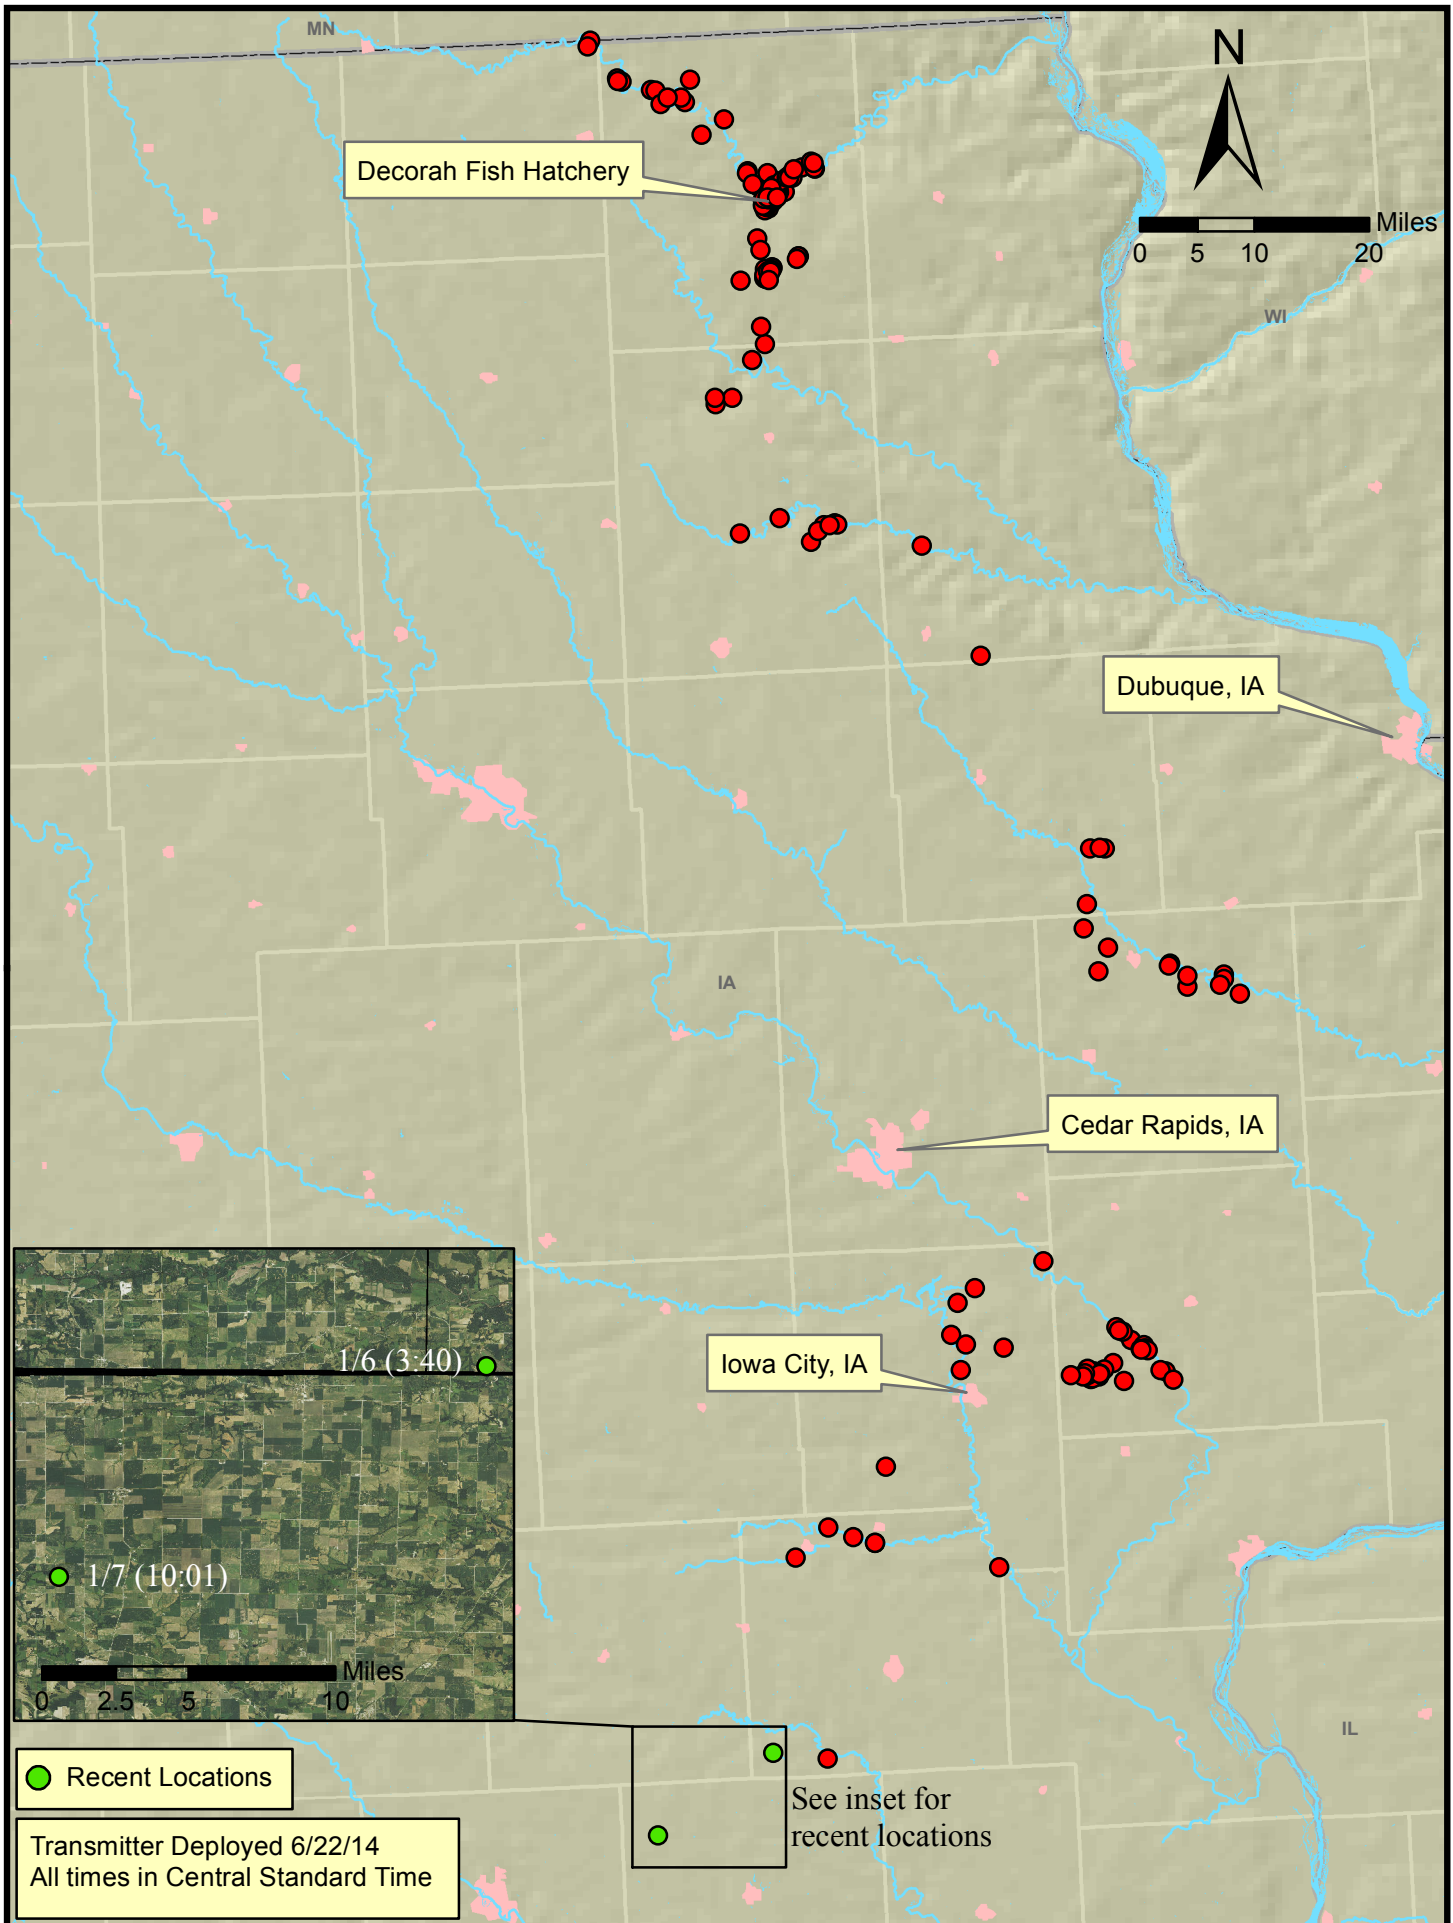 MN
N
Decorah Fish Hatchery
Miles
0 5 10 20
WI
Dubuque, IA
IA
Cedar Rapids, IA
Iowa City, IA
1/6 (3:40)
1/7 (10:01)
Miles
0 2.5 5 10
IL
Recent Locations
See inset for
recent locations
Transmitter Deployed 6/22/14
All times in Central Standard Time